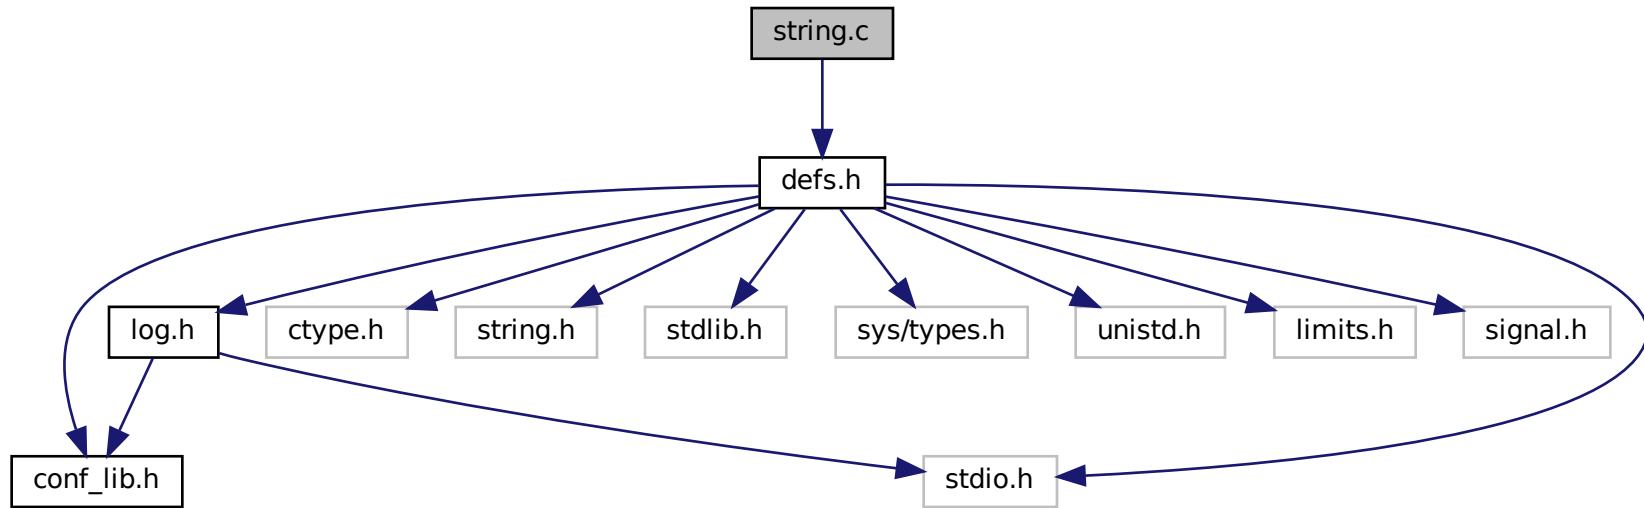 string.c
defs.h
log.h
ctype.h
string.h
stdlib.h
sys/types.h
unistd.h
limits.h
signal.h
conf_lib.h
stdio.h